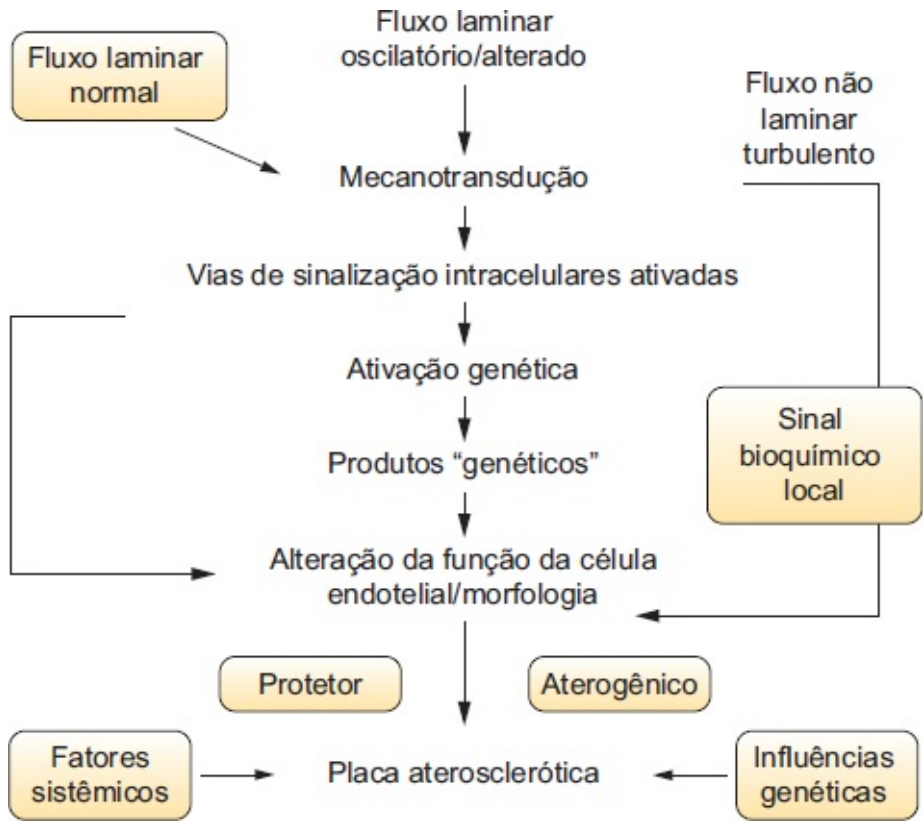 Fluxo laminar
oscilatório/alterado
Fluxo laminar
normal
Fluxo não
laminar
turbulento
Mecanotransdução
Vias de sinalização intracelulares ativadas
Ativação genética
Sinal
bioquímico
local
Produtos “genéticos”
Alteração da função da célula
endotelial/morfologia
Protetor
Aterogênico
Fatores
sistêmicos
Placa aterosclerótica
Influências
genéticas